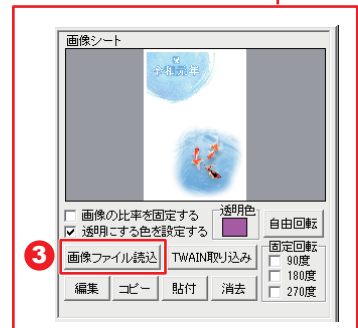 画像シート
令和元年
画像の比率を固定する
透明にする色を設定する
透明色
自由回転
3
画像ファイル読込
TWAIN取り込み
固定回転
90度
180度
270度
編集
コピー
貼付
消去